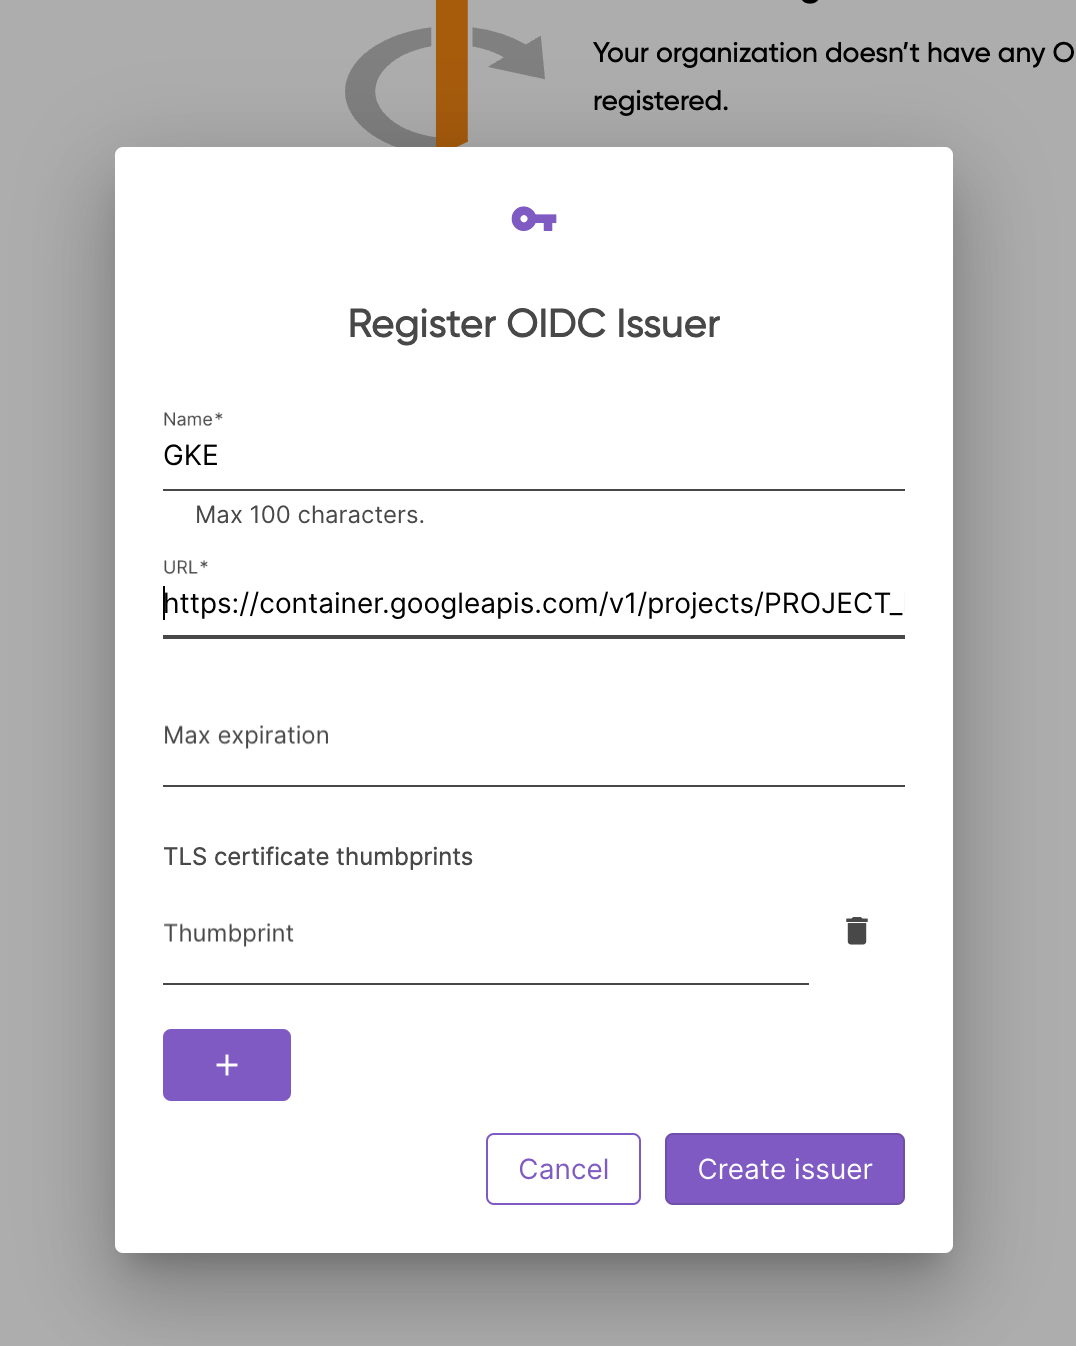 Your organization doesn’t have any O
registered.
Register OIDC Issuer
Name*
GKE
Max 100 characters.
URL*
https://container.googleapis.com/v1/projects/PROJECT_
Max expiration
TLS certificate thumbprints
Thumbprint
+
Cancel
Create issuer